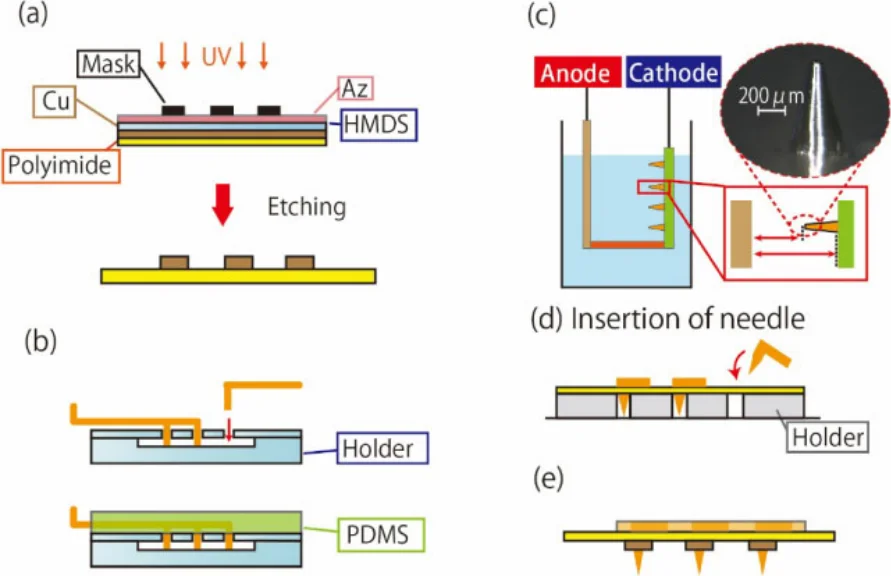 (a)
UV
Mask
Az
Cu
HMDS
Polyimide
Etching
(b)
Holder
PDMS
(c)
Anode
Cathode
200 μm
(d) Insertion of needle
Holder
(e)